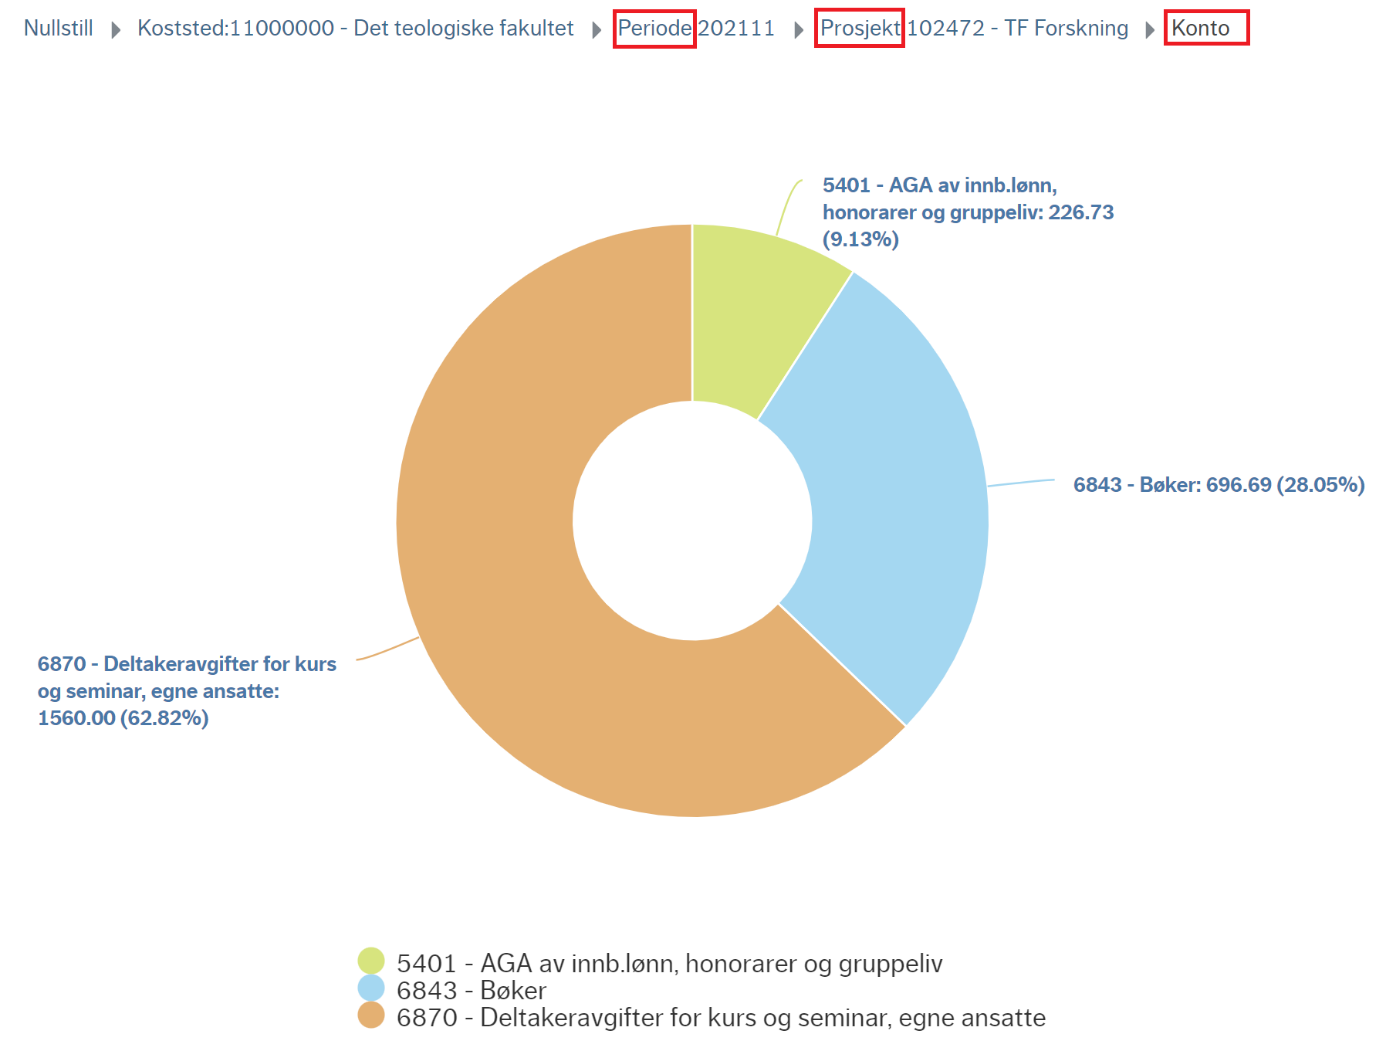 Nullstill Koststed:11000000 - Det teologiske fakultet Periode:202111 Prosjekt:102472 - TF Forskning Konto
5401 - AGA av innb.lønn,
honorarer og gruppeliv: 226.73
(9.13%)
6843 - Bøker: 696.69 (28.05%)
6870 - Deltakeravgifter for kurs
og seminar, egne ansatte:
1560.00 (62.82%)
5401 - AGA av innb.lønn, honorarer og gruppeliv
6843 - Bøker
6870 - Deltakeravgifter for kurs og seminar, egne ansatte